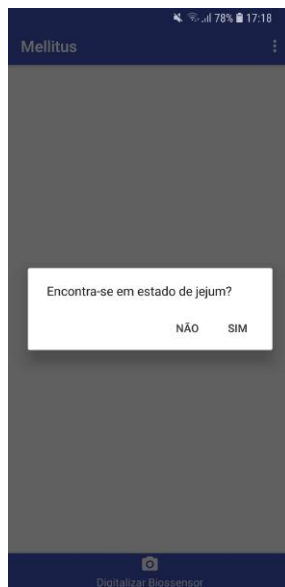 78% 17:18
Mellitus
Encontra-se em estado de jejum?
NÃO SIM
Digitalizar Biossensor